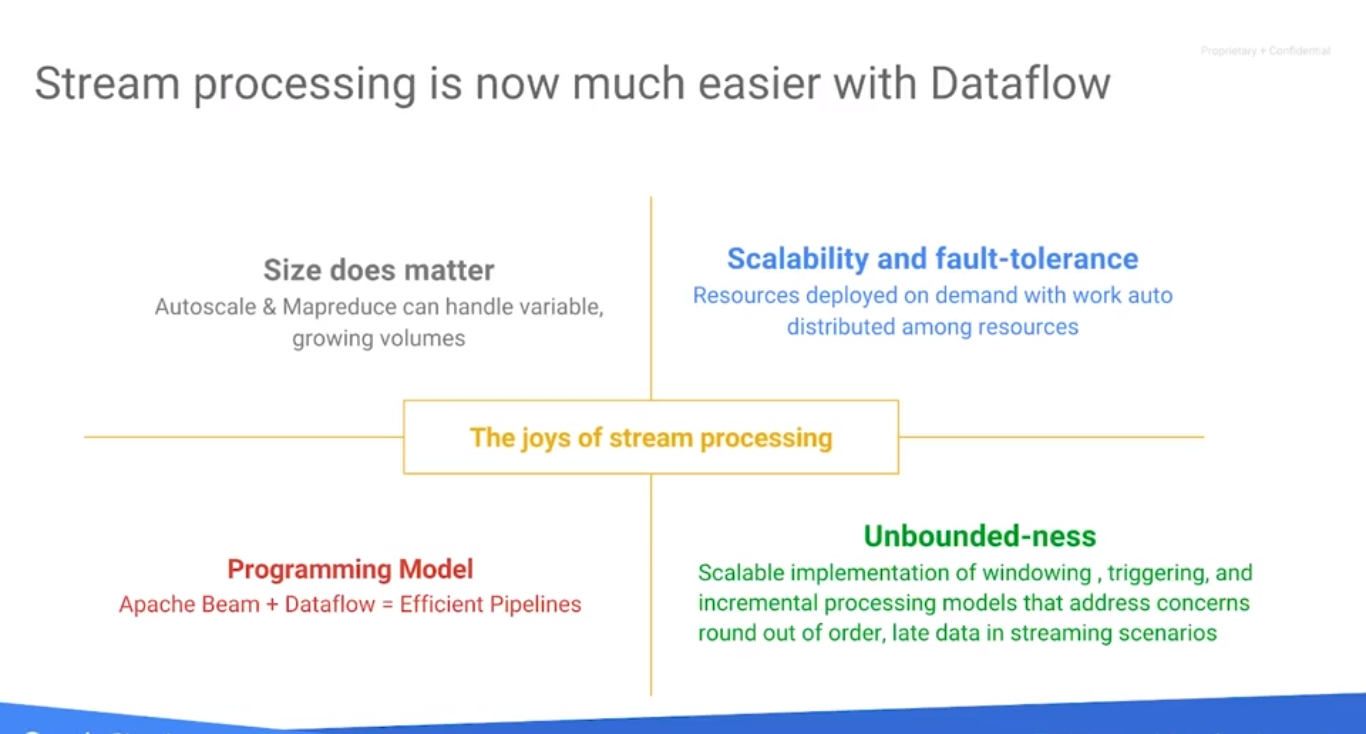 Proprietary + Confidential
Stream processing is now much easier with Dataflow
Size does matter
Autoscale & Mapreduce can handle variable,
growing volumes
Scalability and fault-tolerance
Resources deployed on demand with work auto
distributed among resources
The joys of stream processing
Programming Model
Apache Beam + Dataflow = Efficient Pipelines
Unbounded-ness
Scalable implementation of windowing , triggering, and
incremental processing models that address concerns
round out of order, late data in streaming scenarios